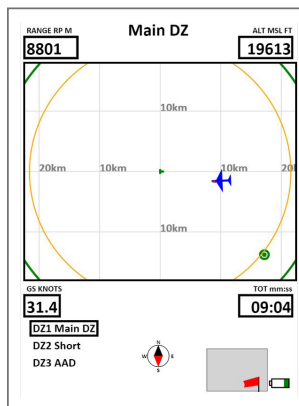 Main DZ
RANGE RP M
ALT MSL FT
8801
19613
10km
20km
10km
10km
20
10km
GS KNOTS
TOT mm:ss
31.4
09:04
DZ1 Main DZ
DZ2 Short
DZ3 AAD
N
W
E
S